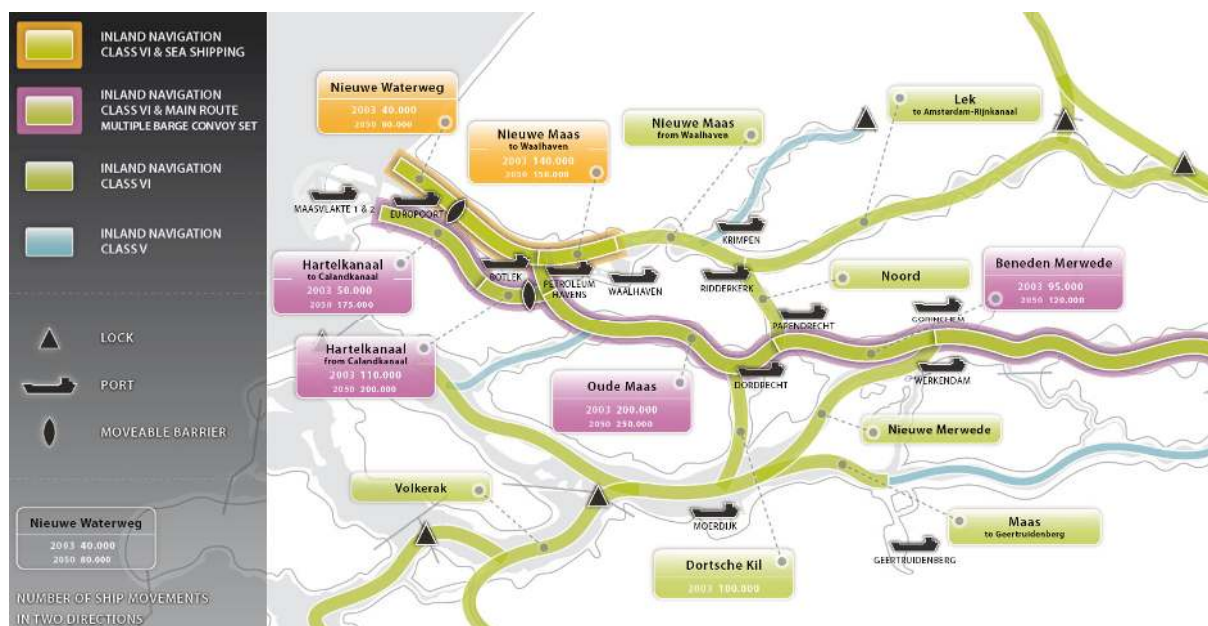 INLAND NAVIGATION
CLASS VI & SEA SHIPPING
INLAND NAVIGATION
CLASS VI & MAIN ROUTE
MULTIPLE BARGE CONVOY SET
INLAND NAVIGATION
CLASS VI
INLAND NAVIGATION
CLASS V
LOCK
PORT
MOVEABLE BARRIER
Nieuwe Waterweg
2003 40.000
2050 60.000
NUMBER OF SHIP MOVEMENTS
IN TWO DIRECTIONS
Nieuwe Waterweg
2003 40.000
2050 60.000
Nieuwe Maas
to Waalhaven
2003 140.000
2050 150.000
Nieuwe Maas
from Waalhaven
Lek
to Amsterdam-Rijnkanaal
MAASVLAKTE 1 & 2
EUROPOORT
KRIMPEN
Hartelkanaal
to Calandkanaal
2003 50.000
2050 175.000
BOTLEK
PETROLEUM
HAVENS
WAALHAVEN
RIDDERKERK
Noord
Beneden Merwede
2003 95.000
2050 120.000
PAPENDRECHT
GORINCHEM
Hartelkanaal
from Calandkanaal
2003 110.000
2050 200.000
Oude Maas
2003 200.000
2050 250.000
DORDRECHT
WERKENDAM
Nieuwe Merwede
Volkerak
MOERDIJK
Maas
to Geertruidenberg
GEERTRUIDENBERG
Dortsche Kil
2003 100.000